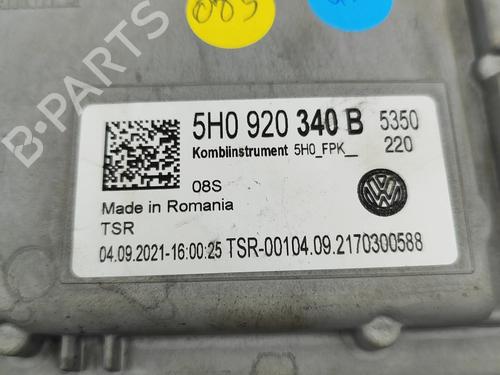 08S
5H0 920 340 B 5350
Kombiinstrument 5H0_FPK__ 220
08S
Made in Romania
TSR
04.09.2021-16:00:25 TSR-00104.09.2170300588
B-PARTS